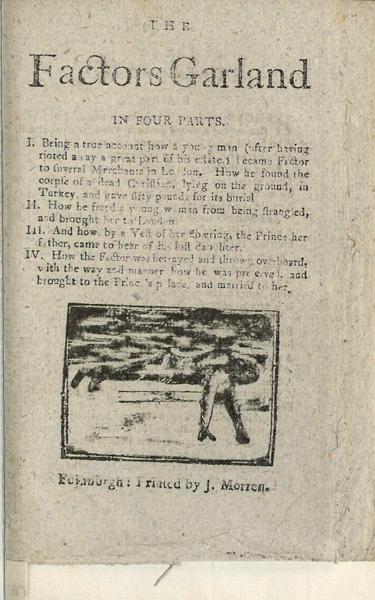 THE
Factors Garland
IN FOUR PARTS.
I. Being a true account how a young man (after having
rioted away a great part of his estate,) became Factor
to several Merchants in London. How he found the
corpse of a dead Christian, lying on the ground, in
Turkey, and gave fifty pounds for its burial
II. How he freed a young woman from being strangled,
and brought her to London
III. And how, by a Vest of her flowering, the Prince her
father, came to hear of his lost daughter.
IV. How the Factor was betrayed and thrown overboard,
with the way and manner how he was preserved, and
brought to the Prince's palace, and married to her.
Edinburgh: Printed by J. Morren.